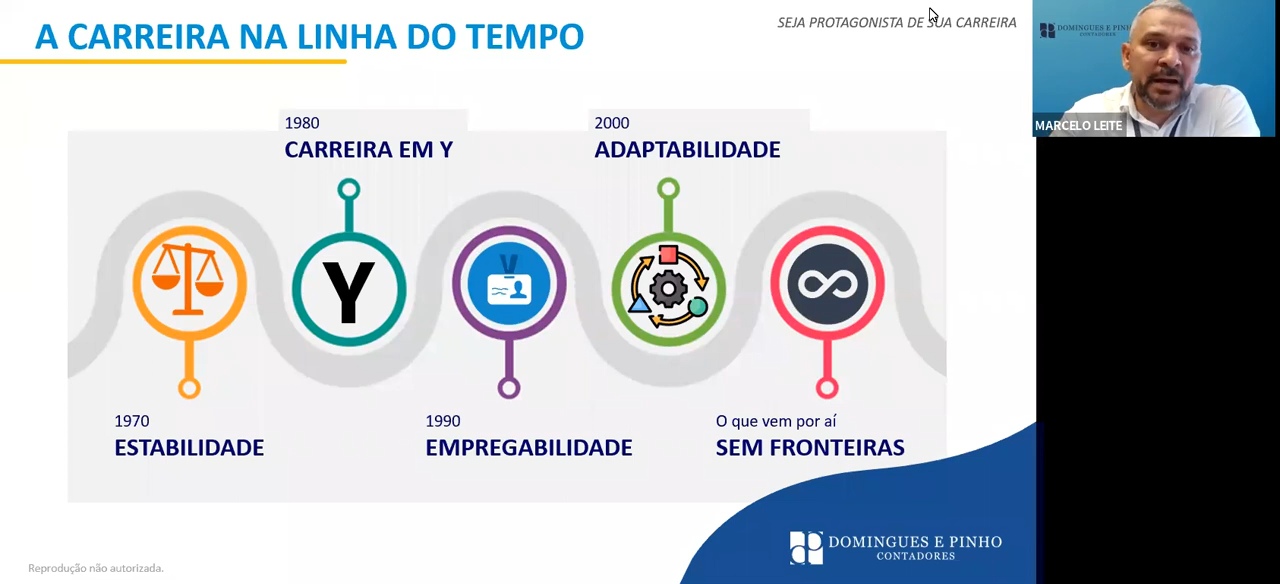 A CARREIRA NA LINHA DO TEMPO
SEJA PROTAGONISTA DE SUA CARREIRA
DOMINGUES E PINHO
CONTADORES
MARCELO LEITE
1980
CARREIRA EM Y
2000
ADAPTABILIDADE
Y
1970
ESTABILIDADE
1990
EMPREGABILIDADE
O que vem por aí
SEM FRONTEIRAS
DOMINGUES E PINHO
CONTADORES
Reprodução não autorizada.